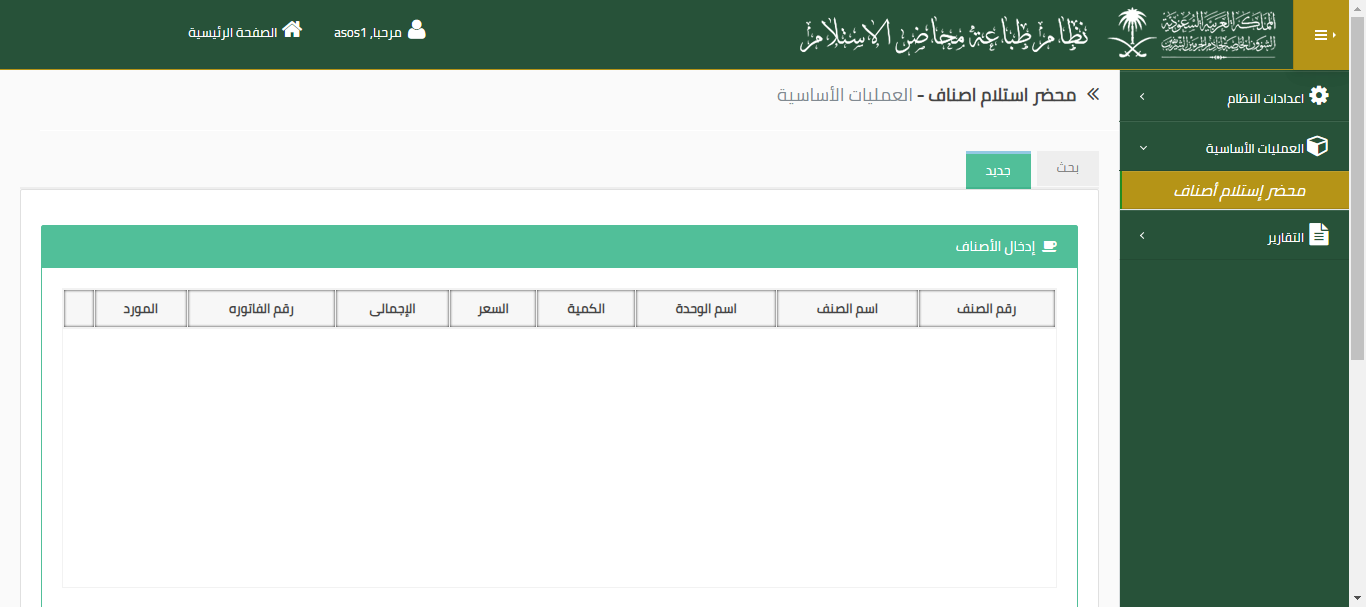 المملكة العربية السعودية
الشؤون الخاصة لخادم الحرمين الشريفين
نظام طباعة محاضر الاستلام
مرحبا, asos1
الصفحة الرئيسية
اعدادات النظام
العمليات الأساسية
محضر إستلام أصناف
التقارير
محضر استلام اصناف - العمليات الأساسية
بحث
جديد
إدخال الأصناف
رقم الصنف اسم الصنف اسم الوحدة الكمية السعر الإجمالى رقم الفاتوره المورد